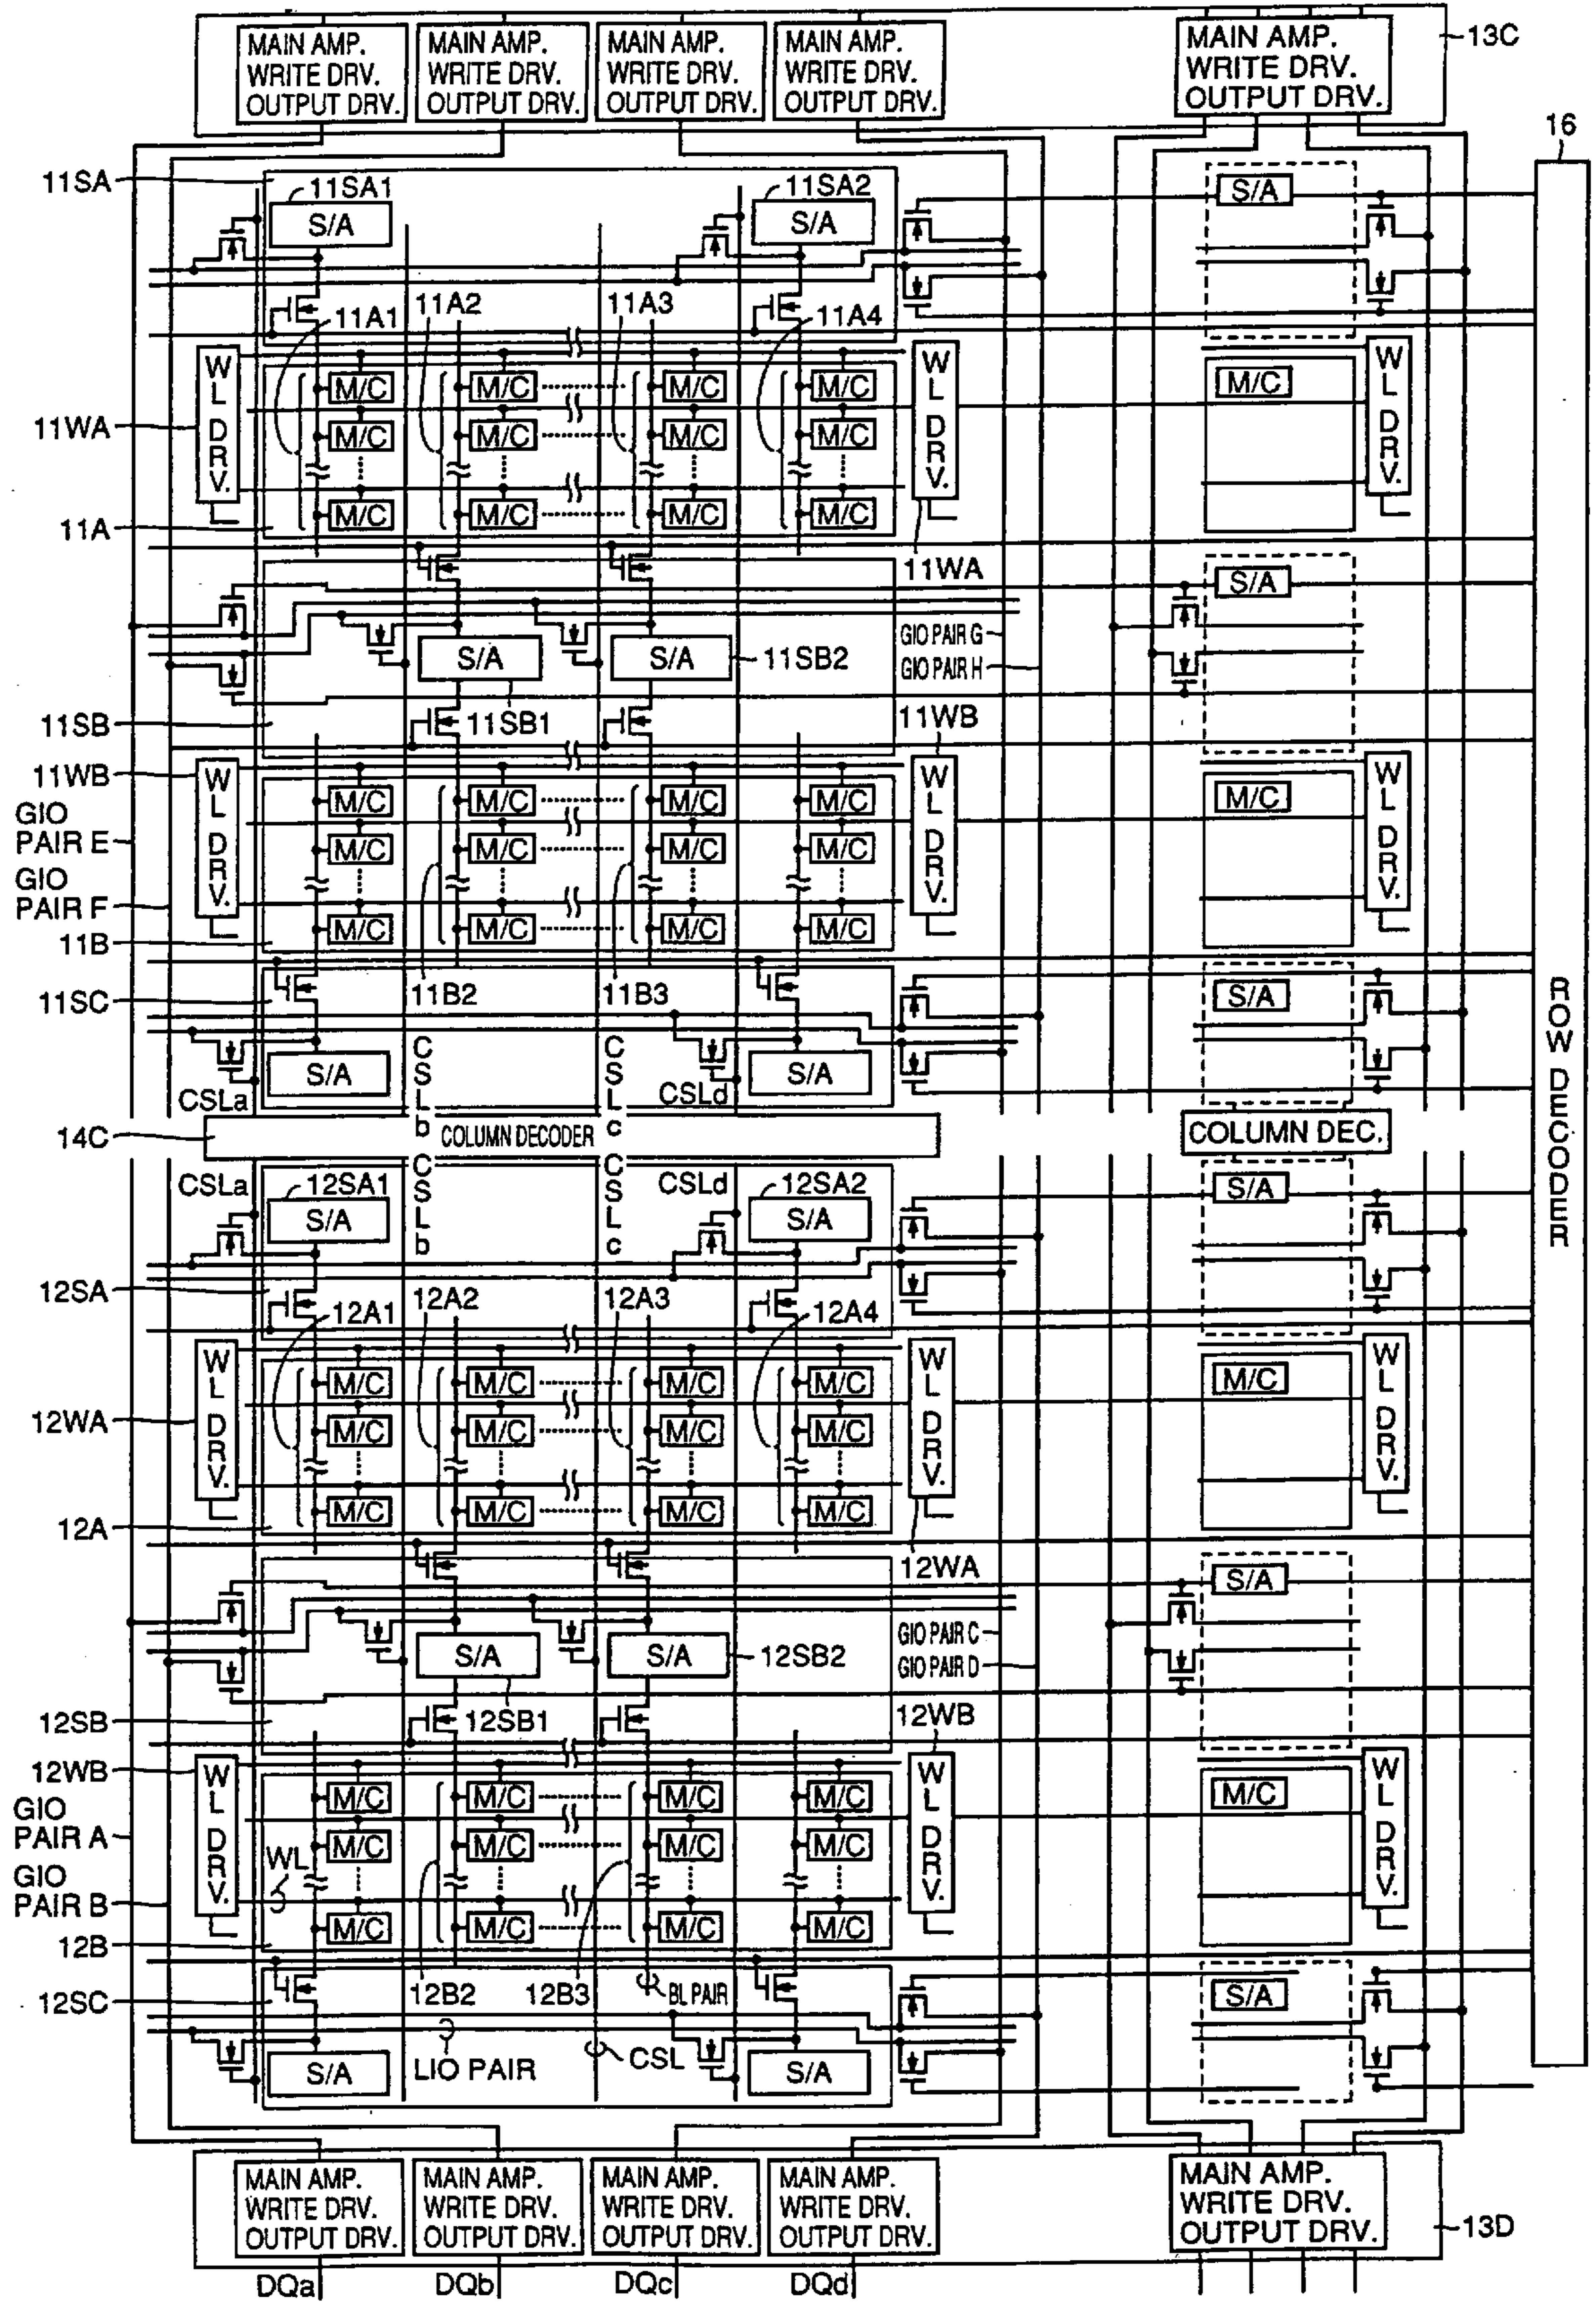 MAIN AMP.
WRITE DRV.
OUTPUT DRV.
MAIN AMP.
WRITE DRV.
OUTPUT DRV.
MAIN AMP.
WRITE DRV.
OUTPUT DRV.
MAIN AMP.
WRITE DRV.
OUTPUT DRV.
MAIN AMP.
WRITE DRV.
OUTPUT DRV.
13C
16
11SA
11SA1
S/A
11SA2
S/A
S/A
11A1
11A2
11A3
11A4
WL DRV.
M/C
M/C
M/C
M/C
WL DRV.
M/C
WL DRV.
11WA
M/C
M/C
M/C
M/C
11A
M/C
M/C
M/C
M/C
11WA
S/A
GIO PAIR G
GIO PAIR H
S/A
S/A
11SB2
11SB
11SB1
11WB
11WB
WL DRV.
M/C
M/C
M/C
M/C
WL DRV.
M/C
WL DRV.
GIO
PAIR E
M/C
M/C
M/C
M/C
GIO
PAIR F
11B
M/C
M/C
M/C
M/C
11SC
11B2
11B3
S/A
ROW DECODER
S/A
CSLb
CSLc
S/A
CSLa
CSLd
14C
COLUMN DECODER
COLUMN DEC.
CSLa
12SA1
S/A
CSLb
CSLc
CSLd
12SA2
S/A
S/A
12SA
12A1
12A2
12A3
12A4
WL DRV.
M/C
M/C
M/C
M/C
WL DRV.
M/C
WL DRV.
12WA
M/C
M/C
M/C
M/C
12A
M/C
M/C
M/C
M/C
12WA
S/A
GIO PAIR C
GIO PAIR D
S/A
S/A
12SB2
12SB
12SB1
12WB
12WB
WL DRV.
M/C
M/C
M/C
M/C
WL DRV.
M/C
WL DRV.
GIO
PAIR A
M/C
M/C
M/C
M/C
WL
GIO
PAIR B
12B
M/C
M/C
M/C
M/C
12SC
12B2
12B3
BL PAIR
S/A
S/A
LIO PAIR
CSL
S/A
MAIN AMP.
WRITE DRV.
OUTPUT DRV.
MAIN AMP.
WRITE DRV.
OUTPUT DRV.
MAIN AMP.
WRITE DRV.
OUTPUT DRV.
MAIN AMP.
WRITE DRV.
OUTPUT DRV.
MAIN AMP.
WRITE DRV.
OUTPUT DRV.
13D
DQa
DQb
DQc
DQd